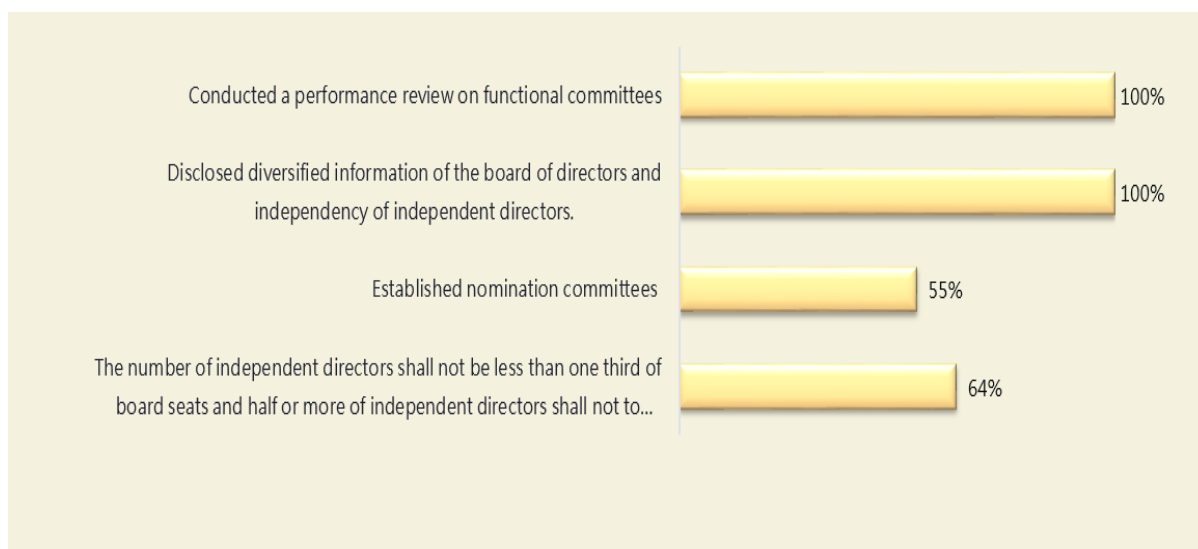 Conducted a performance review on functional committees
100%
Disclosed diversified information of the board of directors and
independency of independent directors.
100%
Established nomination committees
55%
The number of independent directors shall not be less than one third of
board seats and half or more of independent directors shall not to...
64%